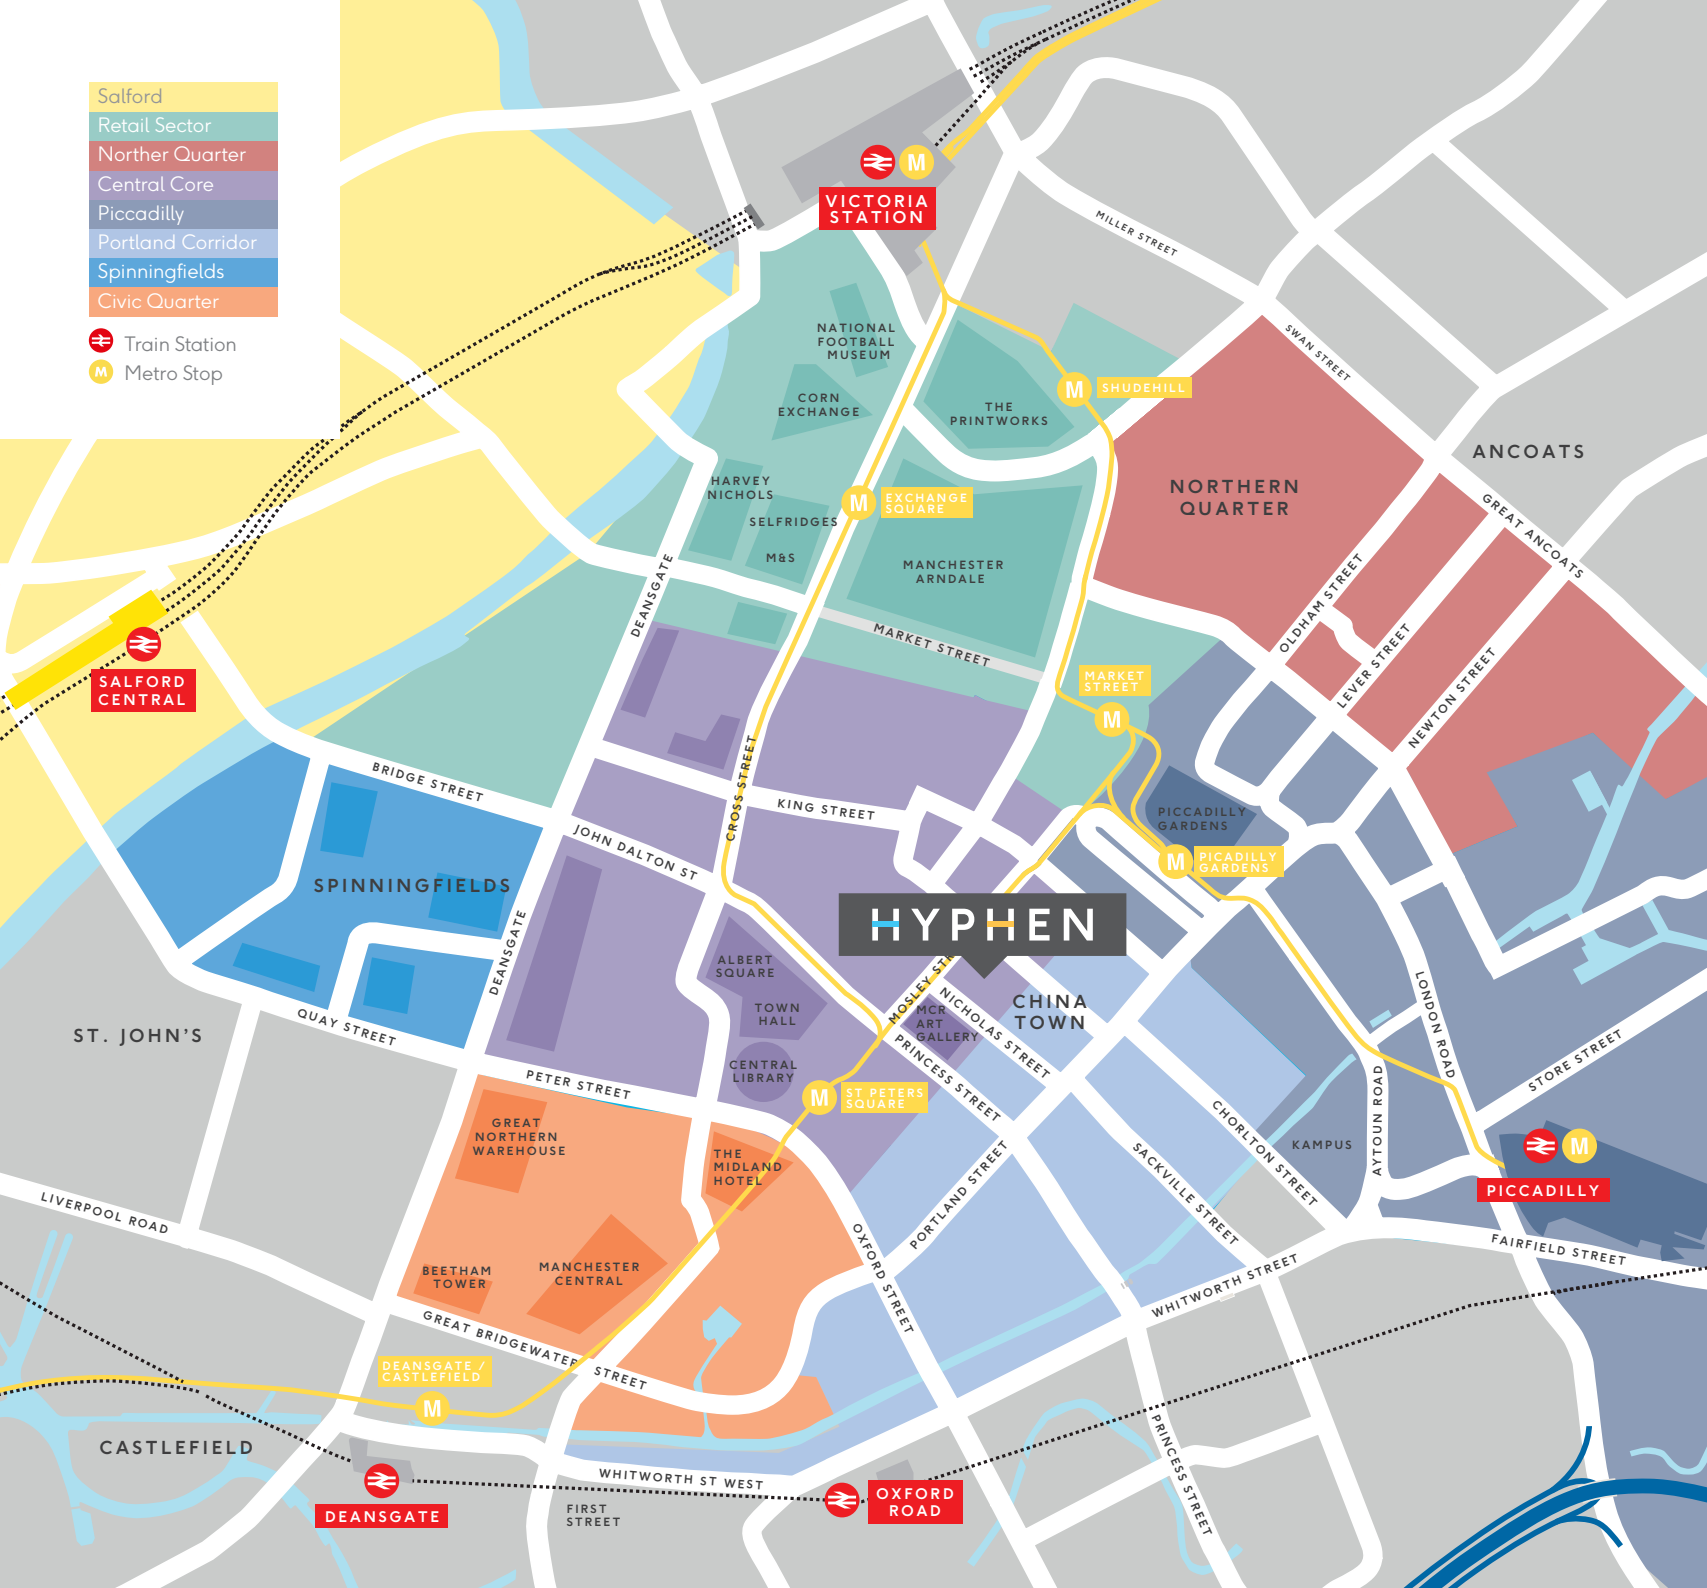 Salford
Retail Sector
Norther Quarter
Central Core
Piccadilly
Portland Corridor
Spinningfields
Civic Quarter
Train Station
M Metro Stop
M
VICTORIA
STATION
MILLER STREET
SWAN STREET
NATIONAL
FOOTBALL
MUSEUM
CORN
EXCHANGE
THE
PRINTWORKS
M SHUDEHILL
ANCOATS
NORTHERN
QUARTER
GREAT ANCOATS
HARVEY
NICHOLS
SELFRIDGES
M&S
M EXCHANGE
SQUARE
MANCHESTER
ARNDALE
DEANSGATE
MARKET STREET
OLDHAM STREET
LEVER STREET
NEWTON STREET
SALFORD
CENTRAL
MARKET
STREET
M
BRIDGE STREET
CROSS STREET
KING STREET
JOHN DALTON ST
PICCADILLY
GARDENS
M PICADILLY
GARDENS
SPINNINGFIELDS
DEANSGATE
HYPHEN
ALBERT
SQUARE
TOWN
HALL
CENTRAL
LIBRARY
MOSLEY STR
MCR
ART
GALLERY
NICHOLAS STREET
CHINA
TOWN
PRINCESS STREET
LONDON ROAD
STORE STREET
ST. JOHN'S
QUAY STREET
PETER STREET
M ST PETERS
SQUARE
GREAT
NORTHERN
WAREHOUSE
THE
MIDLAND
HOTEL
PORTLAND STREET
SACKVILLE STREET
CHORLTON STREET
KAMPUS
AYTOUN ROAD
M
PICCADILLY
FAIRFIELD STREET
LIVERPOOL ROAD
BEETHAM
TOWER
MANCHESTER
CENTRAL
OXFORD STREET
WHITWORTH STREET
GREAT BRIDGEWATER STREET
DEANSGATE /
CASTLEFIELD
M
CASTLEFIELD
DEANSGATE
WHITWORTH ST WEST
FIRST
STREET
OXFORD
ROAD
PRINCESS STREET